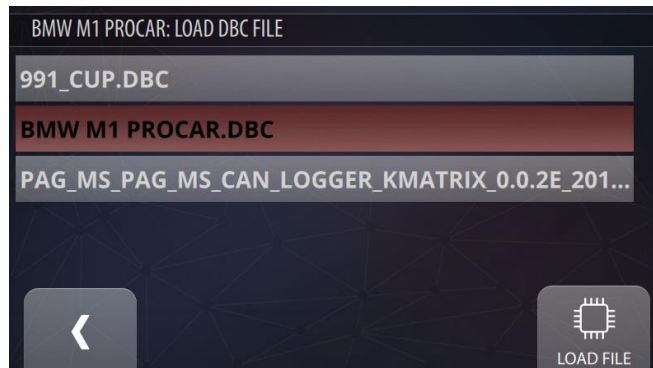 BMW M1 PROCAR: LOAD DBC FILE
991_CUP.DBC
BMW M1 PROCAR.DBC
PAG_MS_PAG_MS_CAN_LOGGER_KMATRIX_0.0.2E_201...
LOAD FILE